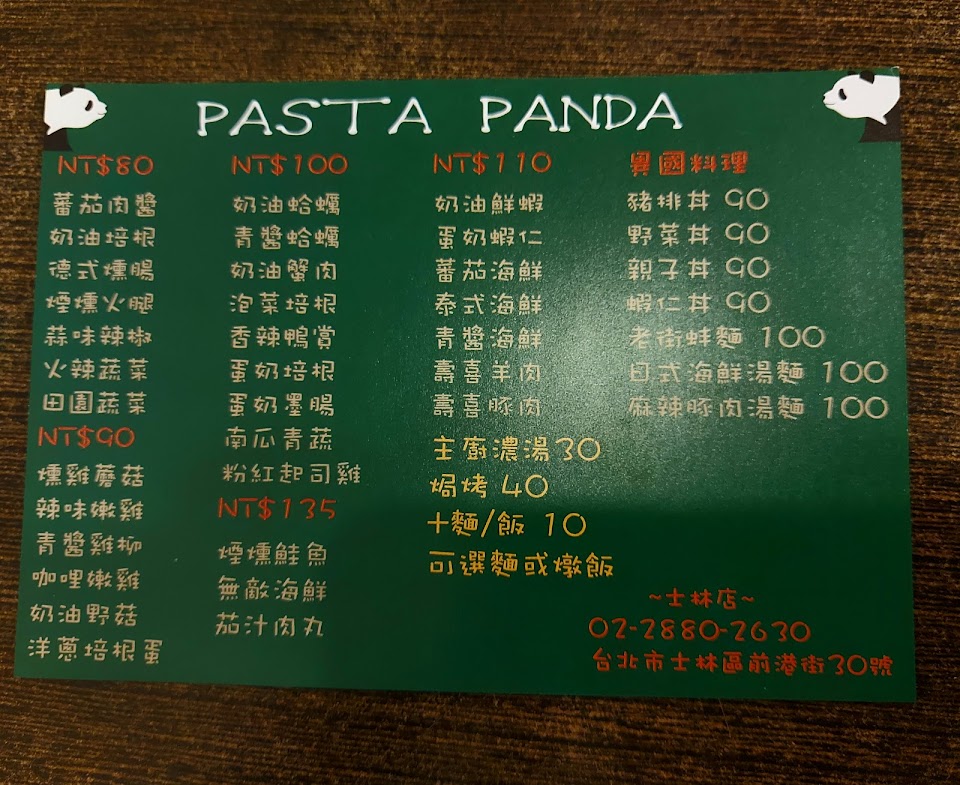 PASTA PANDA
NT$80
蕃茄肉醬
奶油培根
德式燻腸
煙燻火腿
蒜味辣椒
火辣蔬菜
田園蔬菜
NT$90
燻雞蘑菇
辣味嫩雞
青醬雞柳
咖哩嫩雞
奶油野菇
洋蔥培根蛋
NT$100
奶油蛤蠣
青醬蛤蠣
奶油蟹肉
泡菜培根
香辣鴨賞
蛋奶培根
蛋奶墨腸
南瓜青蔬
粉紅起司雞
NT$135
煙燻鮭魚
無敵海鮮
茄汁肉丸
NT$110
奶油鮮蝦
蛋奶蝦仁
蕃茄海鮮
泰式海鮮
青醬海鮮
壽喜羊肉
壽喜豚肉
主廚濃湯30
焗烤 40
+麵/飯 10
可選麵或燉飯
異國料理
豬排丼 90
野菜丼 90
親子丼 90
蝦仁丼 90
老街蚵麵 100
日式海鮮湯麵 100
麻辣豚肉湯麵 100
~士林店~
02-2880-2630
台北市士林區前港街30號